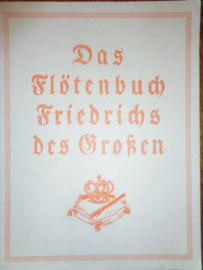 Das
Flötenbuch
Friedrichs
des Großen